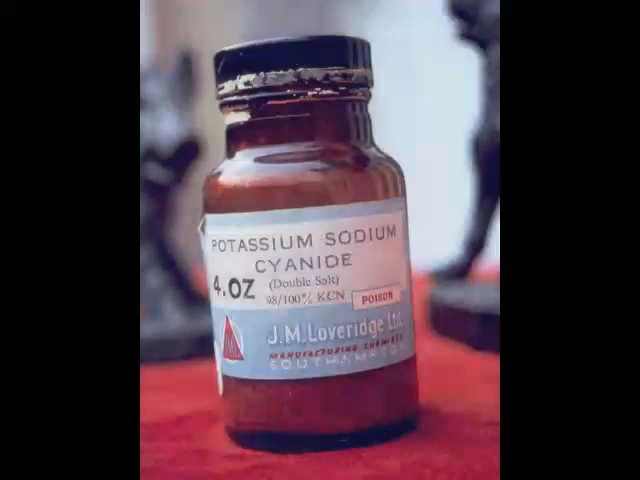 POTASSIUM SODIUM
CYANIDE
4.OZ (Double Salt)
98/100% KCN POISON
J.M.Loveridge Ltd.
MANUFACTURING CHEMISTS
SOUTHAMPTON